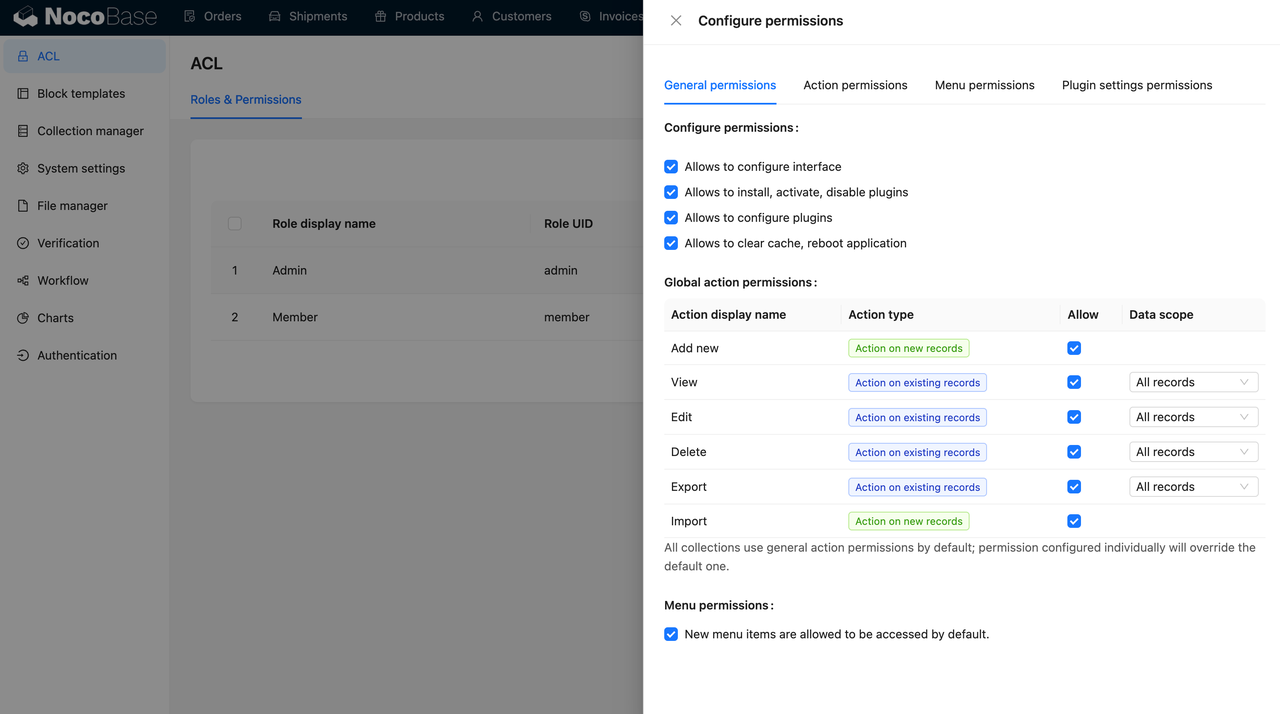 NocoBase
Orders
Shipments
Products
Customers
Invoices
ACL
Block templates
Collection manager
System settings
File manager
Verification
Workflow
Charts
Authentication
ACL
Roles & Permissions
Role display name
Role UID
1
Admin
admin
2
Member
member
Configure permissions
General permissions
Action permissions
Menu permissions
Plugin settings permissions
Configure permissions:
Allows to configure interface
Allows to install, activate, disable plugins
Allows to configure plugins
Allows to clear cache, reboot application
Global action permissions:
Action display name
Action type
Allow
Data scope
Add new
Action on new records
View
Action on existing records
All records
Edit
Action on existing records
All records
Delete
Action on existing records
All records
Export
Action on existing records
All records
Import
Action on new records
All collections use general action permissions by default; permission configured individually will override the
default one.
Menu permissions:
New menu items are allowed to be accessed by default.